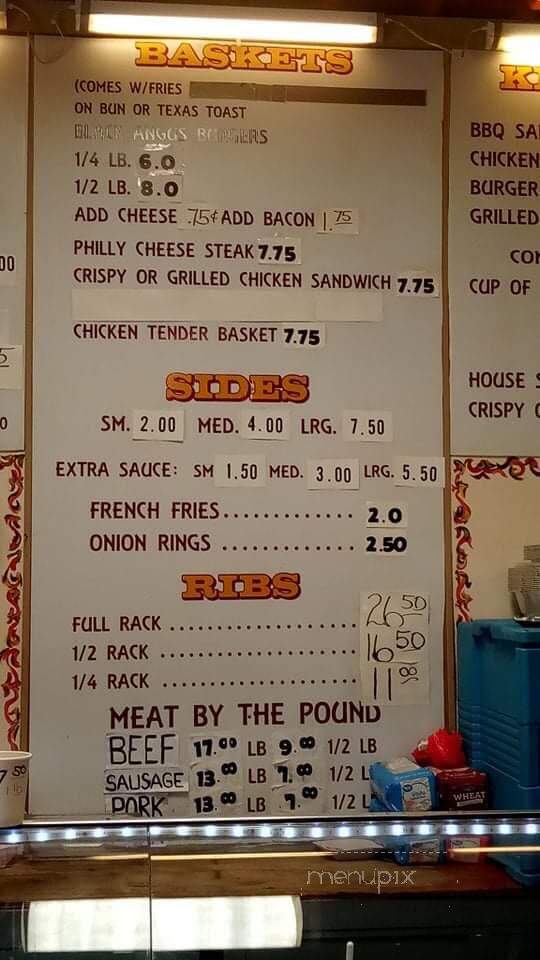 BASKETS
(COMES W/FRIES
ON BUN OR TEXAS TOAST
BLACK ANGUS BURGERS
1/4 LB. 6.0
1/2 LB. 8.0
ADD CHEESE .75¢ ADD BACON 1.75
PHILLY CHEESE STEAK 7.75
CRISPY OR GRILLED CHICKEN SANDWICH 7.75
CHICKEN TENDER BASKET 7.75
SIDES
SM. 2.00 MED. 4.00 LRG. 7.50
EXTRA SAUCE: SM 1.50 MED. 3.00 LRG. 5.50
FRENCH FRIES............ 2.0
ONION RINGS ............ 2.50
RIBS
FULL RACK ................ 26.50
1/2 RACK ................. 16.50
1/4 RACK ................. 11.00
MEAT BY THE POUND
BEEF 17.00 LB 9.00 1/2 LB
SAUSAGE 13.00 LB 7.00 1/2 L
PORK 13.00 LB 7.00 1/2 L
BBQ SA
CHICKEN
BURGER
GRILLED
CO
CUP OF
HOUSE S
CRISPY
WHEAT
7.50
menupix